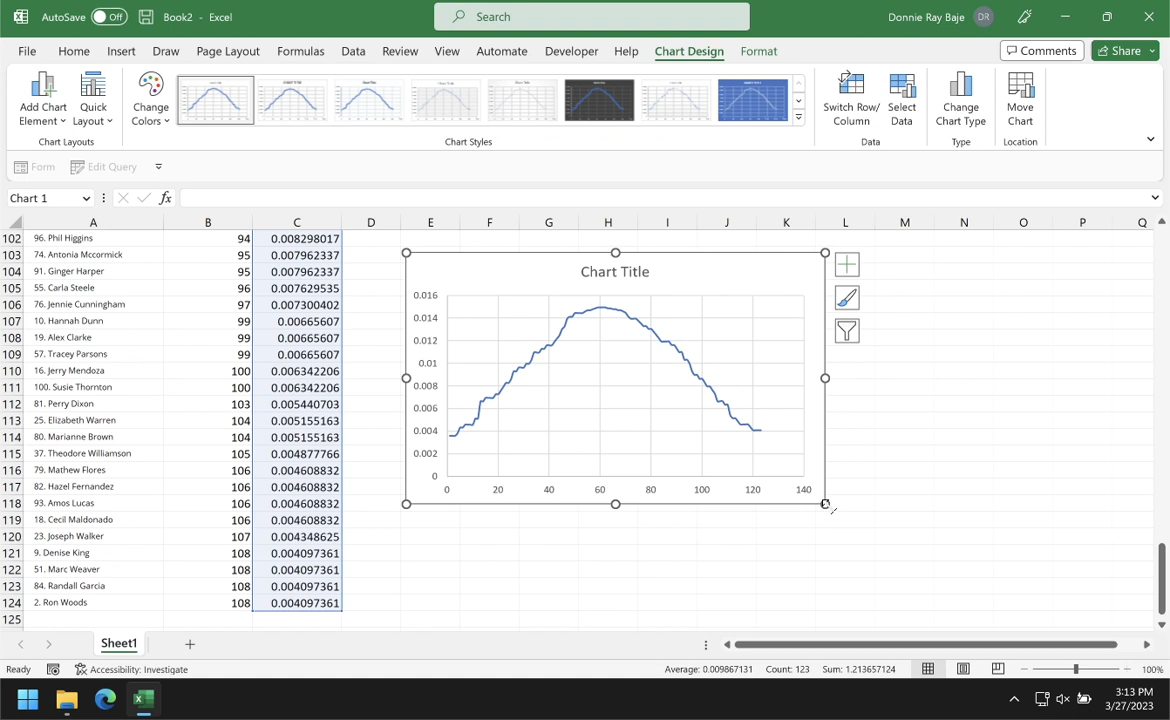 AutoSave Off Book2 - Excel Search Donnie Ray Baje DR
File Home Insert Draw Page Layout Formulas Data Review View Automate Developer Help Chart Design Format Comments Share
Add Chart Element Quick Layout Change Colors Switch Row/ Column Select Data Change Chart Type Move Chart
Chart Layouts Chart Styles Data Type Location
Form Edit Query
Chart 1 fx
A B C D E F G H I J K L M N O P Q
102 96. Phil Higgins 94 0.008298017
103 74. Antonia Mccormick 95 0.007962337
104 91. Ginger Harper 95 0.007962337
105 55. Carla Steele 96 0.007629535
106 76. Jennie Cunningham 97 0.007300402
107 10. Hannah Dunn 99 0.00665607
108 19. Alex Clarke 99 0.00665607
109 57. Tracey Parsons 99 0.00665607
110 16. Jerry Mendoza 100 0.006342206
111 100. Susie Thornton 100 0.006342206
112 81. Perry Dixon 103 0.005440703
113 25. Elizabeth Warren 104 0.005155163
114 80. Marianne Brown 104 0.005155163
115 37. Theodore Williamson 105 0.004877766
116 79. Mathew Flores 106 0.004608832
117 82. Hazel Fernandez 106 0.004608832
118 93. Amos Lucas 106 0.004608832
119 18. Cecil Maldonado 106 0.004608832
120 23. Joseph Walker 107 0.004348625
121 9. Denise King 108 0.004097361
122 51. Marc Weaver 108 0.004097361
123 84. Randall Garcia 108 0.004097361
124 2. Ron Woods 108 0.004097361
125
Chart Title
0.016
0.014
0.012
0.01
0.008
0.006
0.004
0.002
0
0 20 40 60 80 100 120 140
Sheet1
Ready Accessibility: Investigate Average: 0.009867131 Count: 123 Sum: 1.213657124 100%
3:13 PM
3/27/2023